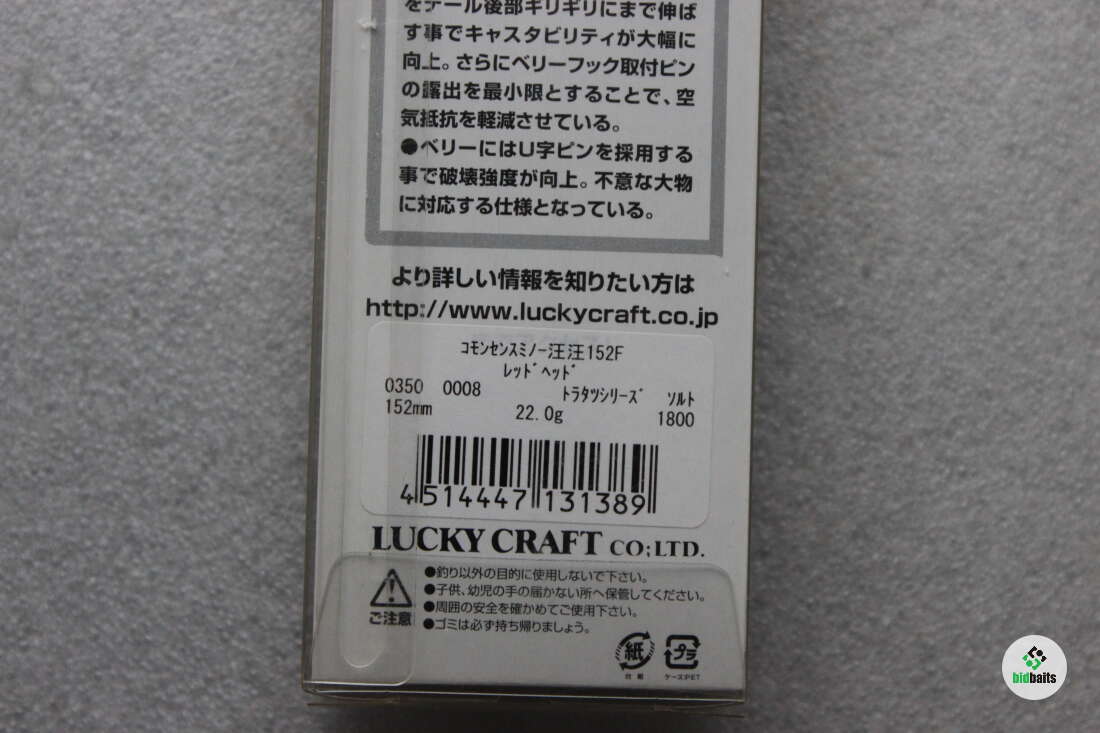 をテール後部ギリギリにまで伸ば
す事でキャスタビリティが大幅に
向上。さらにベリーフック取付ピン
の露出を最小限とすることで、空
気抵抗を軽減させている。
●ベリーにはU字ピンを採用する
事で破壊強度が向上。不意な大物
に対応する仕様となっている。
より詳しい情報を知りたい方は
http://www.luckycraft.co.jp
コモンセンスミノー汪汪152F
レッドヘッド
0350 0008 トラタツシリーズ ソルト
152mm 22.0g 1800
4 514447 131389
LUCKY CRAFT CO;LTD.
ご注意
●釣り以外の目的に使用しないで下さい。
●子供、幼児の手の届かない所へ保管してください。
●周囲の安全を確かめてご使用下さい。
●ゴミは必ず持ち帰りましょう。
紙 プラ
台紙 ケース:PET
bidbaits